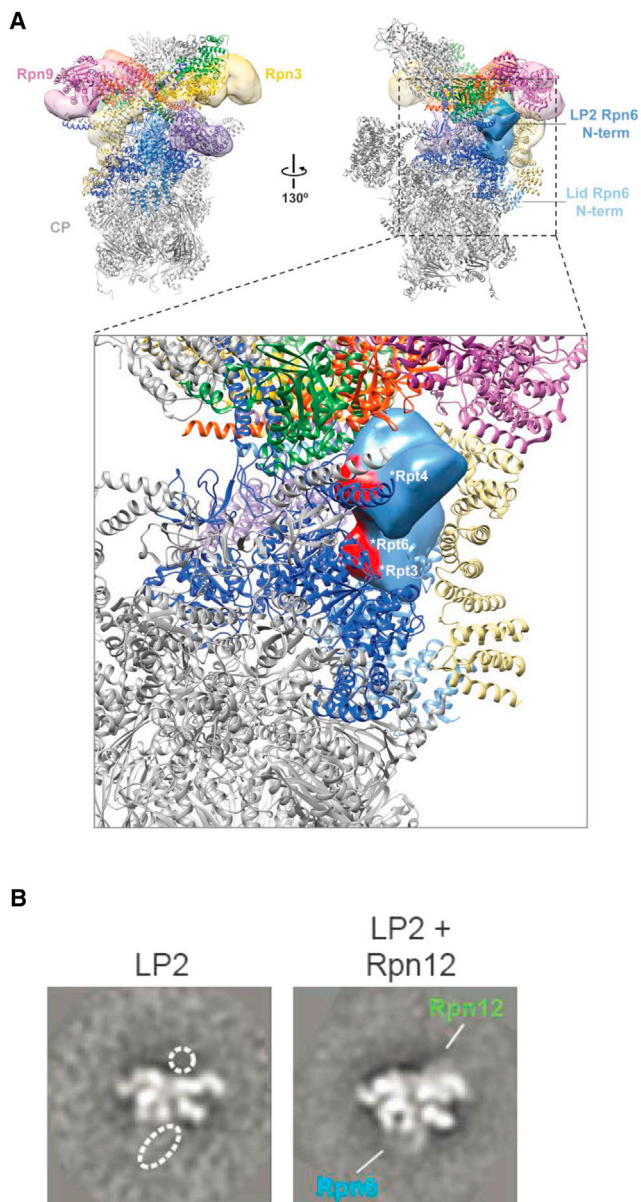 A
Rpn9
Rpn3
CP
130º
LP2 Rpn6
N-term
Lid Rpn6
N-term
*Rpt4
*Rpt6
*Rpt3
B
LP2
LP2 +
Rpn12
Rpn12
Rpn6